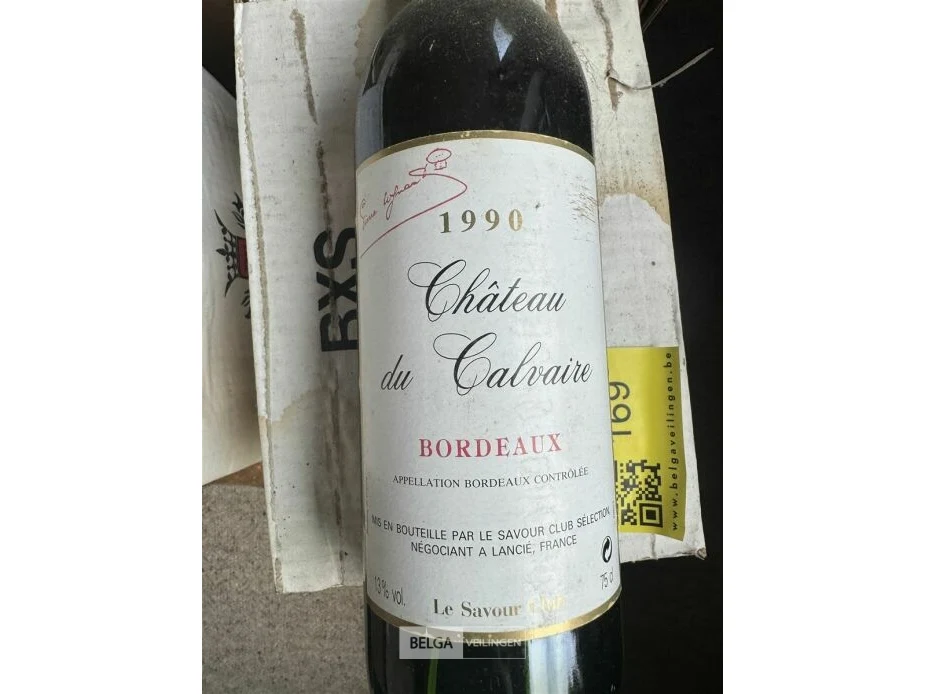 1990
Château
du Calvaire
BORDEAUX
APPELLATION BORDEAUX CONTRÔLÉE
MIS EN BOUTEILLE PAR LE SAVOUR CLUB SÉLECTION
NÉGOCIANT A LANCIÉ, FRANCE
13% vol.
75 cl
Le Savour Club
6X5
169
www.belgaveilingen.be
BELGA VEILINGEN